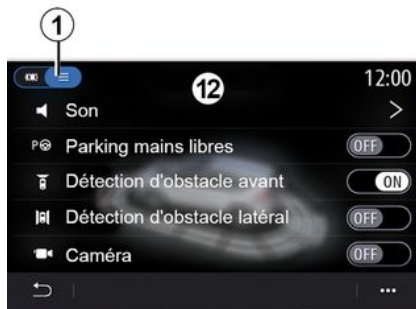 1
12
12:00
Son
Parking mains libres
OFF
Détection d'obstacle avant
ON
Détection d'obstacle latéral
OFF
Caméra
OFF